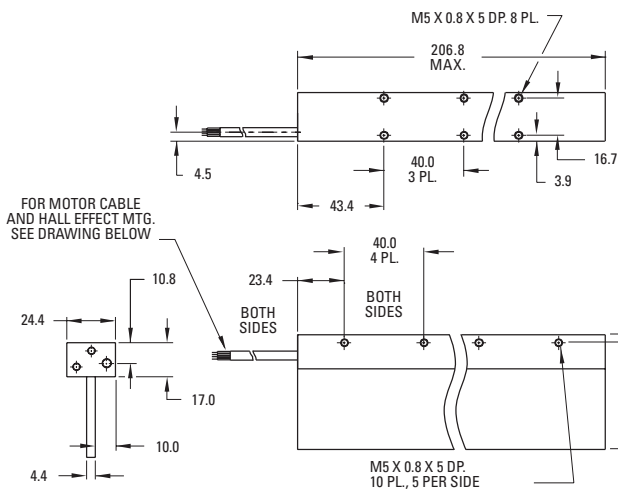 M5 X 0.8 X 5 DP. 8 PL.
206.8
MAX.
4.5
40.0
3 PL.
16.7
3.9
43.4
FOR MOTOR CABLE
AND HALL EFFECT MTG.
SEE DRAWING BELOW
40.0
4 PL.
23.4
10.8
24.4
BOTH
SIDES
BOTH
SIDES
17.0
10.0
4.4
M5 X 0.8 X 5 DP.
10 PL., 5 PER SIDE